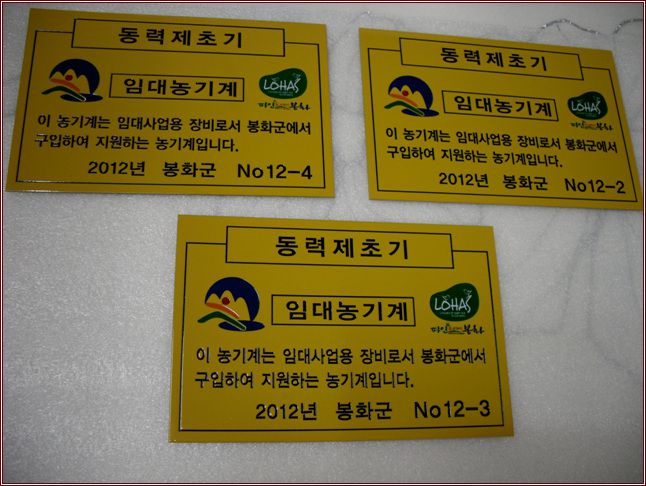 동력제초기
임대농기계
LOHAS
이 농기계는 임대사업용 장비로서 봉화군에서
구입하여 지원하는 농기계입니다.
2012년 봉화군 No12-4
동력제초기
임대농기계
LOHAS
이 농기계는 임대사업용 장비로서 봉화군에서
구입하여 지원하는 농기계입니다.
2012년 봉화군 No12-2
동력제초기
임대농기계
LOHAS
파인토피아봉화
이 농기계는 임대사업용 장비로서 봉화군에서
구입하여 지원하는 농기계입니다.
2012년 봉화군 No12-3